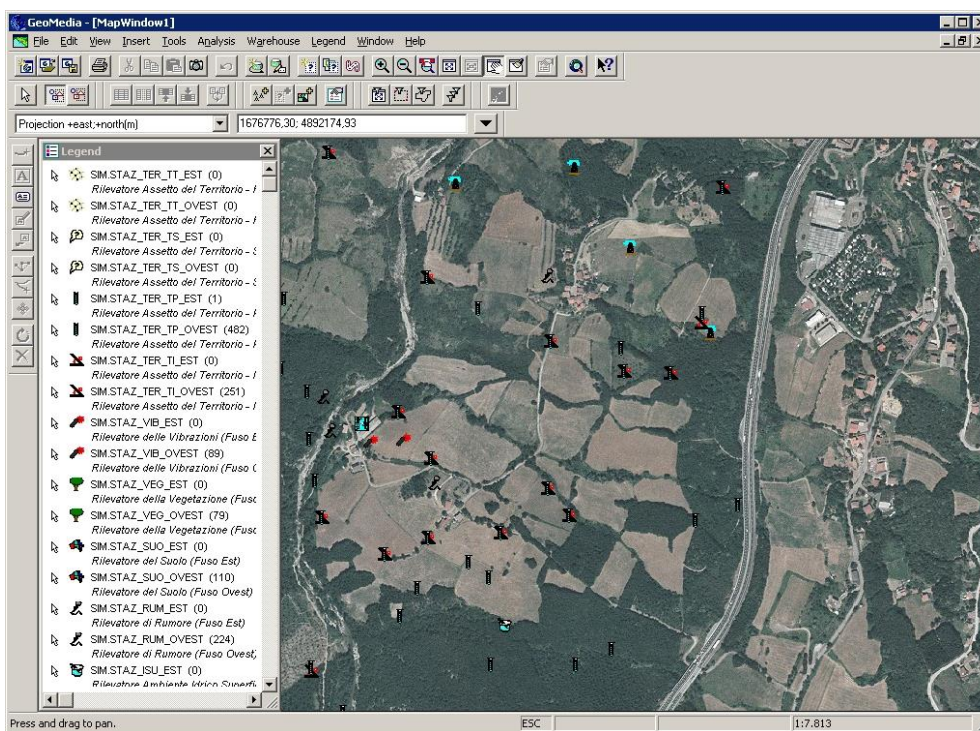 GeoMedia - [MapWindow1]
File Edit View Insert Tools Analysis Warehouse Legend Window Help
Projection +east;+north(m) 1676776,30; 4892174,93
Legend
SIM.STAZ_TER_TT_EST (0)
Rilevatore Assetto del Territorio - F
SIM.STAZ_TER_TT_OVEST (0)
Rilevatore Assetto del Territorio - F
SIM.STAZ_TER_TS_EST (0)
Rilevatore Assetto del Territorio - S
SIM.STAZ_TER_TS_OVEST (0)
Rilevatore Assetto del Territorio - S
SIM.STAZ_TER_TP_EST (1)
Rilevatore Assetto del Territorio - F
SIM.STAZ_TER_TP_OVEST (482)
Rilevatore Assetto del Territorio - F
SIM.STAZ_TER_TI_EST (0)
Rilevatore Assetto del Territorio - I
SIM.STAZ_TER_TI_OVEST (251)
Rilevatore Assetto del Territorio - I
SIM.STAZ_VIB_EST (0)
Rilevatore delle Vibrazioni (Fuso E
SIM.STAZ_VIB_OVEST (89)
Rilevatore delle Vibrazioni (Fuso C
SIM.STAZ_VEG_EST (0)
Rilevatore della Vegetazione (Fusc
SIM.STAZ_VEG_OVEST (79)
Rilevatore della Vegetazione (Fusc
SIM.STAZ_SUO_EST (0)
Rilevatore del Suolo (Fuso Est)
SIM.STAZ_SUO_OVEST (110)
Rilevatore del Suolo (Fuso Ovest)
SIM.STAZ_RUM_EST (0)
Rilevatore di Rumore (Fuso Est)
SIM.STAZ_RUM_OVEST (224)
Rilevatore di Rumore (Fuso Ovest)
SIM.STAZ_ISU_EST (0)
Rilevatore Ambiente Idrico Superfi
Press and drag to pan. ESC 1:7.813